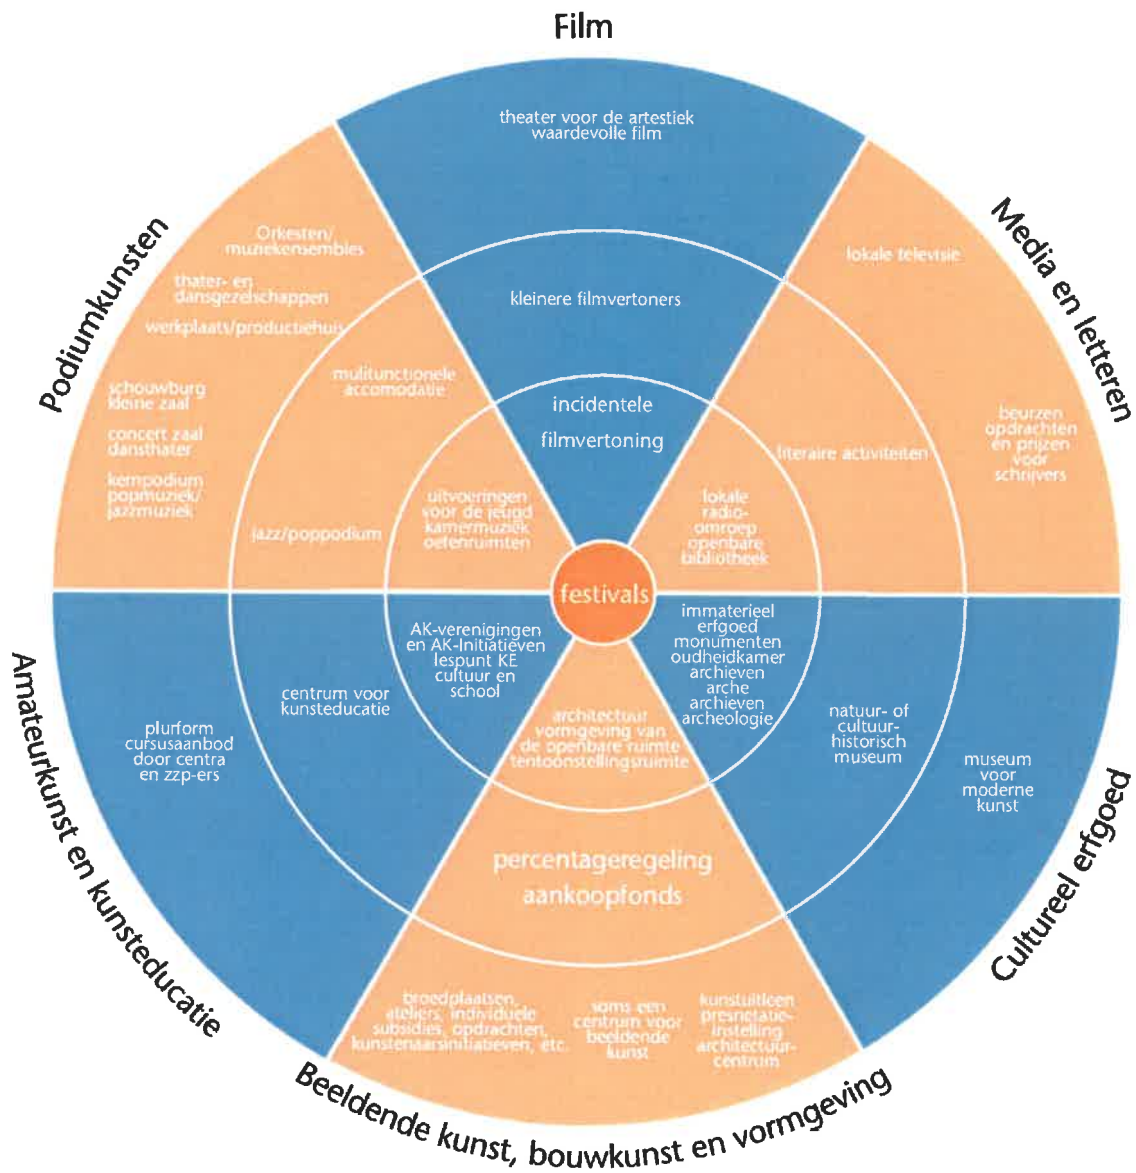 Film
theater voor de artestiek
waardevolle film
kleinere filmvertoners
incidentele
filmvertoning
Media en letteren
lokale televisie
beurzen
opdrachten
en prijzen
voor
schrijvers
literaire activiteiten
lokale
radio-
omroep
openbare
bibliotheek
Podiumkunsten
Orkesten/
muziekensembles
thater- en
dansgezelschappen
werkplaats/productiehuis
schouwburg
kleine zaal
concert zaal
dansthater
kempodium
popmuziek/
jazzmuziek
mulitunctionele
accomodatie
jazz/poppodium
uitvoeringen
voor de jeugd
kamermuziek
oefenruimten
festivals
Amateurkunst en kunsteducatie
plurform
cursusaanbod
door centra
en zzp-ers
centrum voor
kunsteducatie
AK-verenigingen
en AK-Initiatieven
lespunt KE
cultuur en
school
immaterieel
erfgoed
monumenten
oudheidkamer
archieven
arche
archieven
archeologie
natuur- of
cultuur-
historisch
museum
museum
voor
moderne
kunst
Cultureel erfgoed
architectuur
vormgeving van
de openbare ruimte
tentoonstellingsruimte
percentageregeling
aankoopfonds
broedplaatsen,
ateliers, individuele
subsidies, opdrachten,
kunstenaarsinitiatieven, etc.
soms een
centrum voor
beeldende
kunst
kunstuitleen
presnetatie-
instelling
architectuur-
centrum
Beeldende kunst, bouwkunst en vormgeving